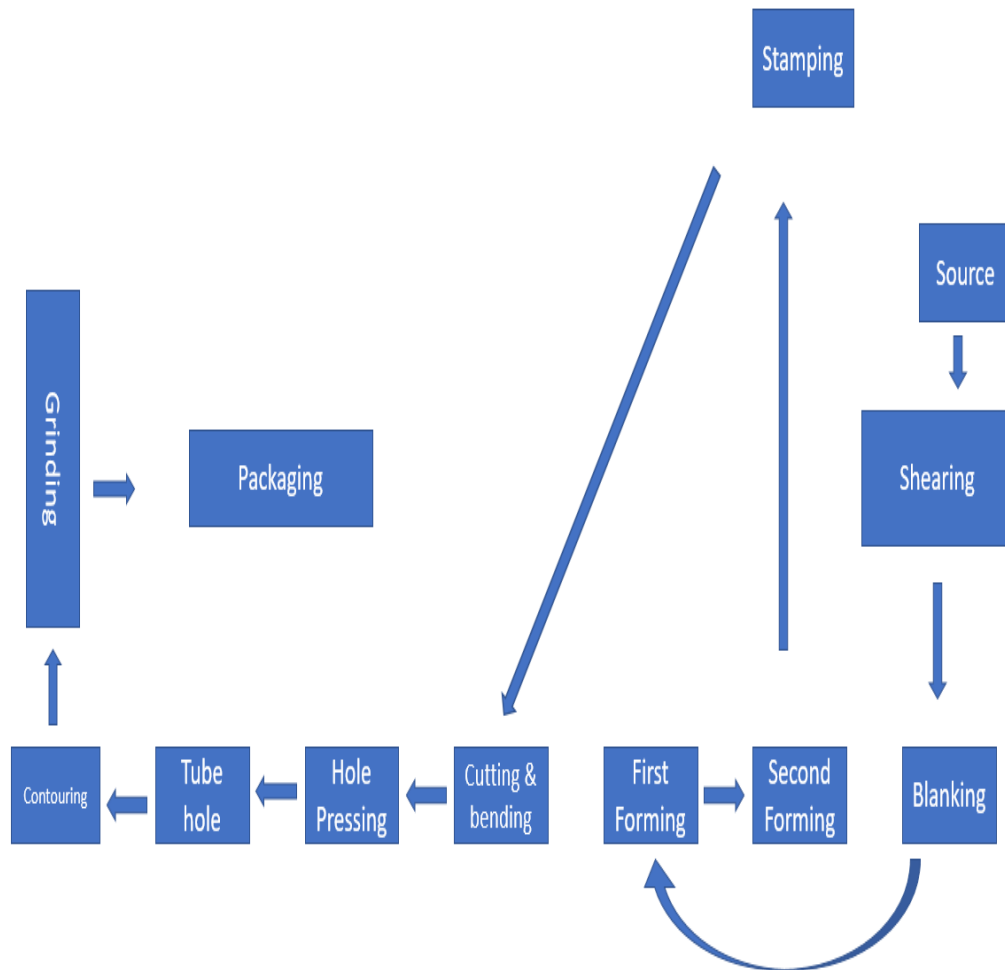 Stamping
Source
Grinding
Packaging
Shearing
Contouring
Tube
hole
Hole
Pressing
Cutting &
bending
First
Forming
Second
Forming
Blanking